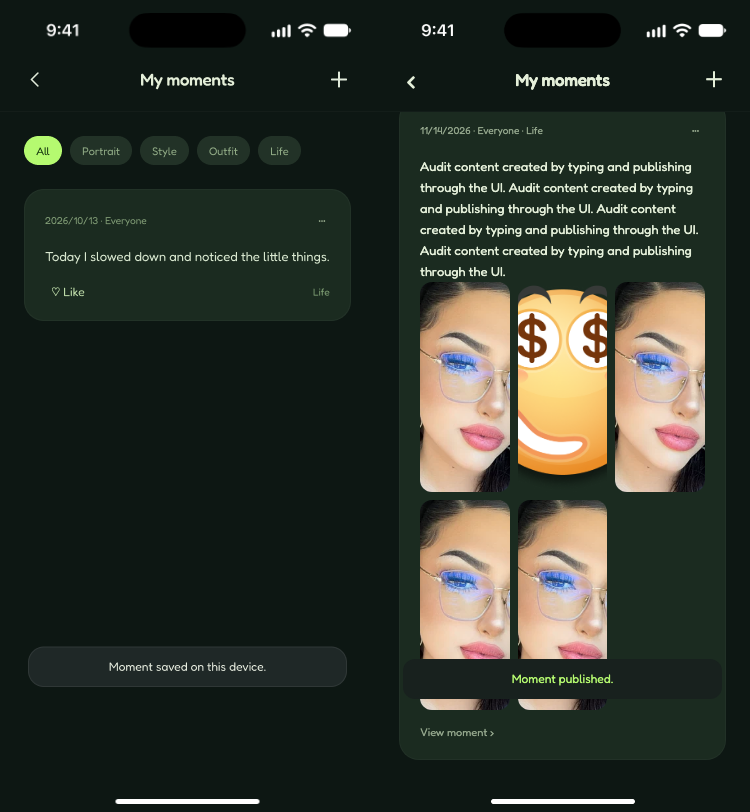 9:41
My moments
All
Portrait
Style
Outfit
Life
2026/10/13 · Everyone
···
Today I slowed down and noticed the little things.
♡ Like
Life
Moment saved on this device.
9:41
My moments
11/14/2026 · Everyone · Life
···
Audit content created by typing and publishing
through the UI. Audit content created by typing
and publishing through the UI. Audit content
created by typing and publishing through the UI.
Audit content created by typing and publishing
through the UI.
$ $
Moment published.
View moment ›